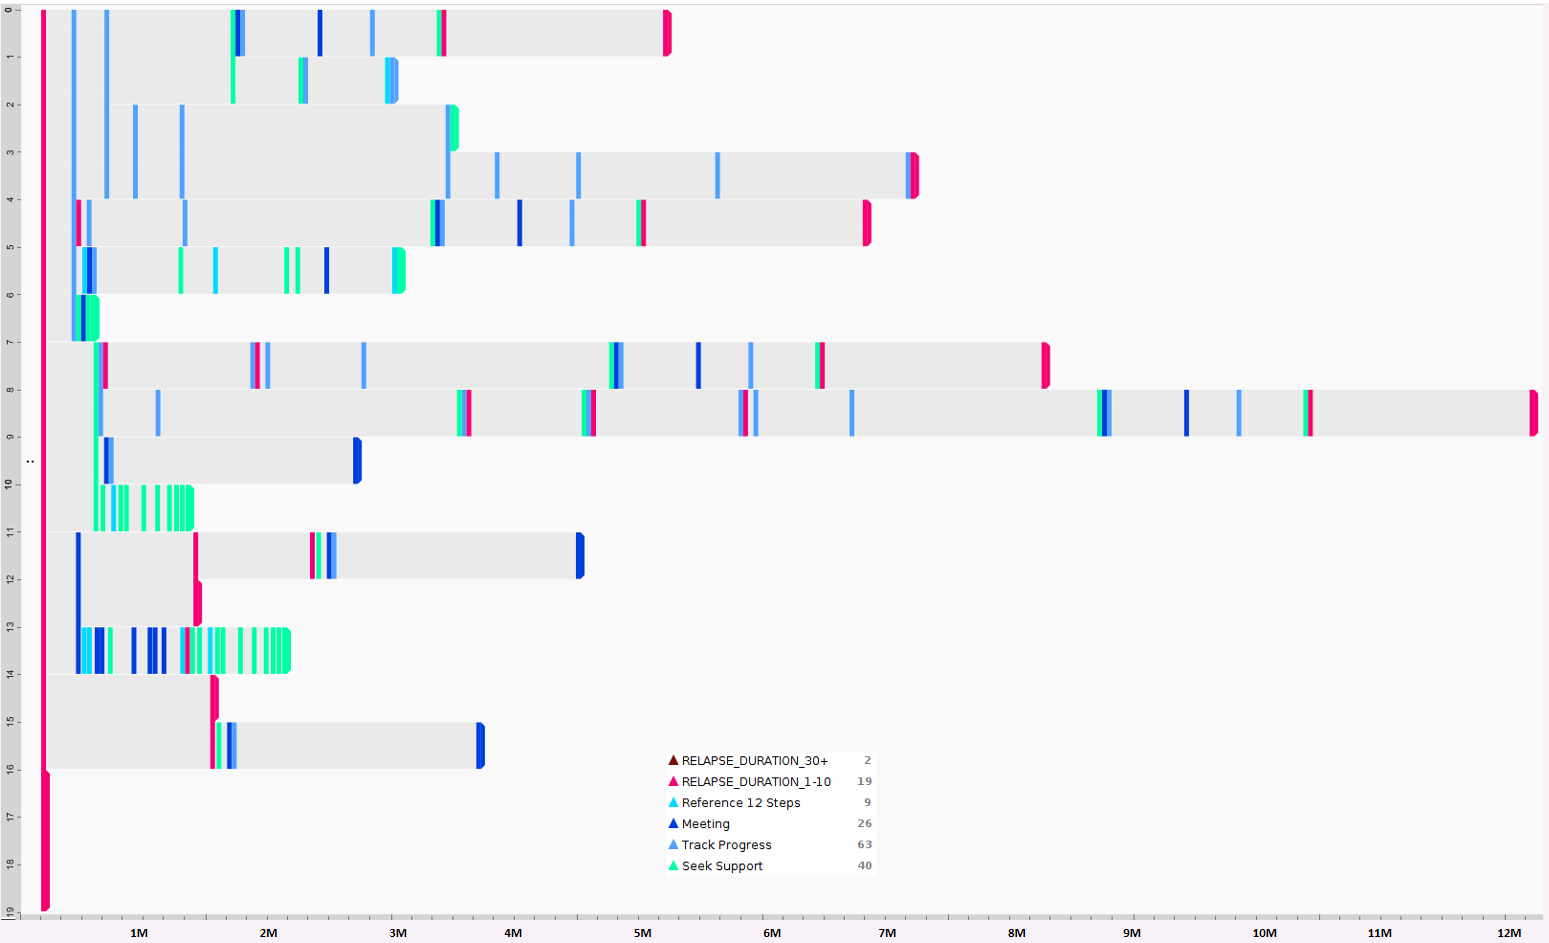 0
1
2
3
4
5
6
7
8
9
10
11
12
13
14
15
16
17
18
19
RELAPSE_DURATION_30+ 2
RELAPSE_DURATION_1-10 19
Reference 12 Steps 9
Meeting 26
Track Progress 63
Seek Support 40
1M 2M 3M 4M 5M 6M 7M 8M 9M 10M 11M 12M